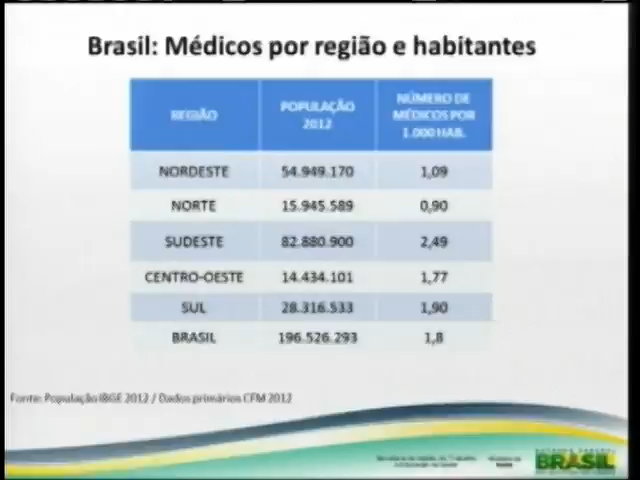 Brasil: Médicos por região e habitantes
REGIÃO POPULAÇÃO 2012 NÚMERO DE MÉDICOS POR 1.000 HAB.
NORDESTE 54.949.170 1,09
NORTE 15.945.589 0,90
SUDESTE 82.880.900 2,49
CENTRO-OESTE 14.434.101 1,77
SUL 28.316.533 1,90
BRASIL 196.526.293 1,8
Fonte: População IBGE 2012 / Dados primários CFM 2012
BRASIL